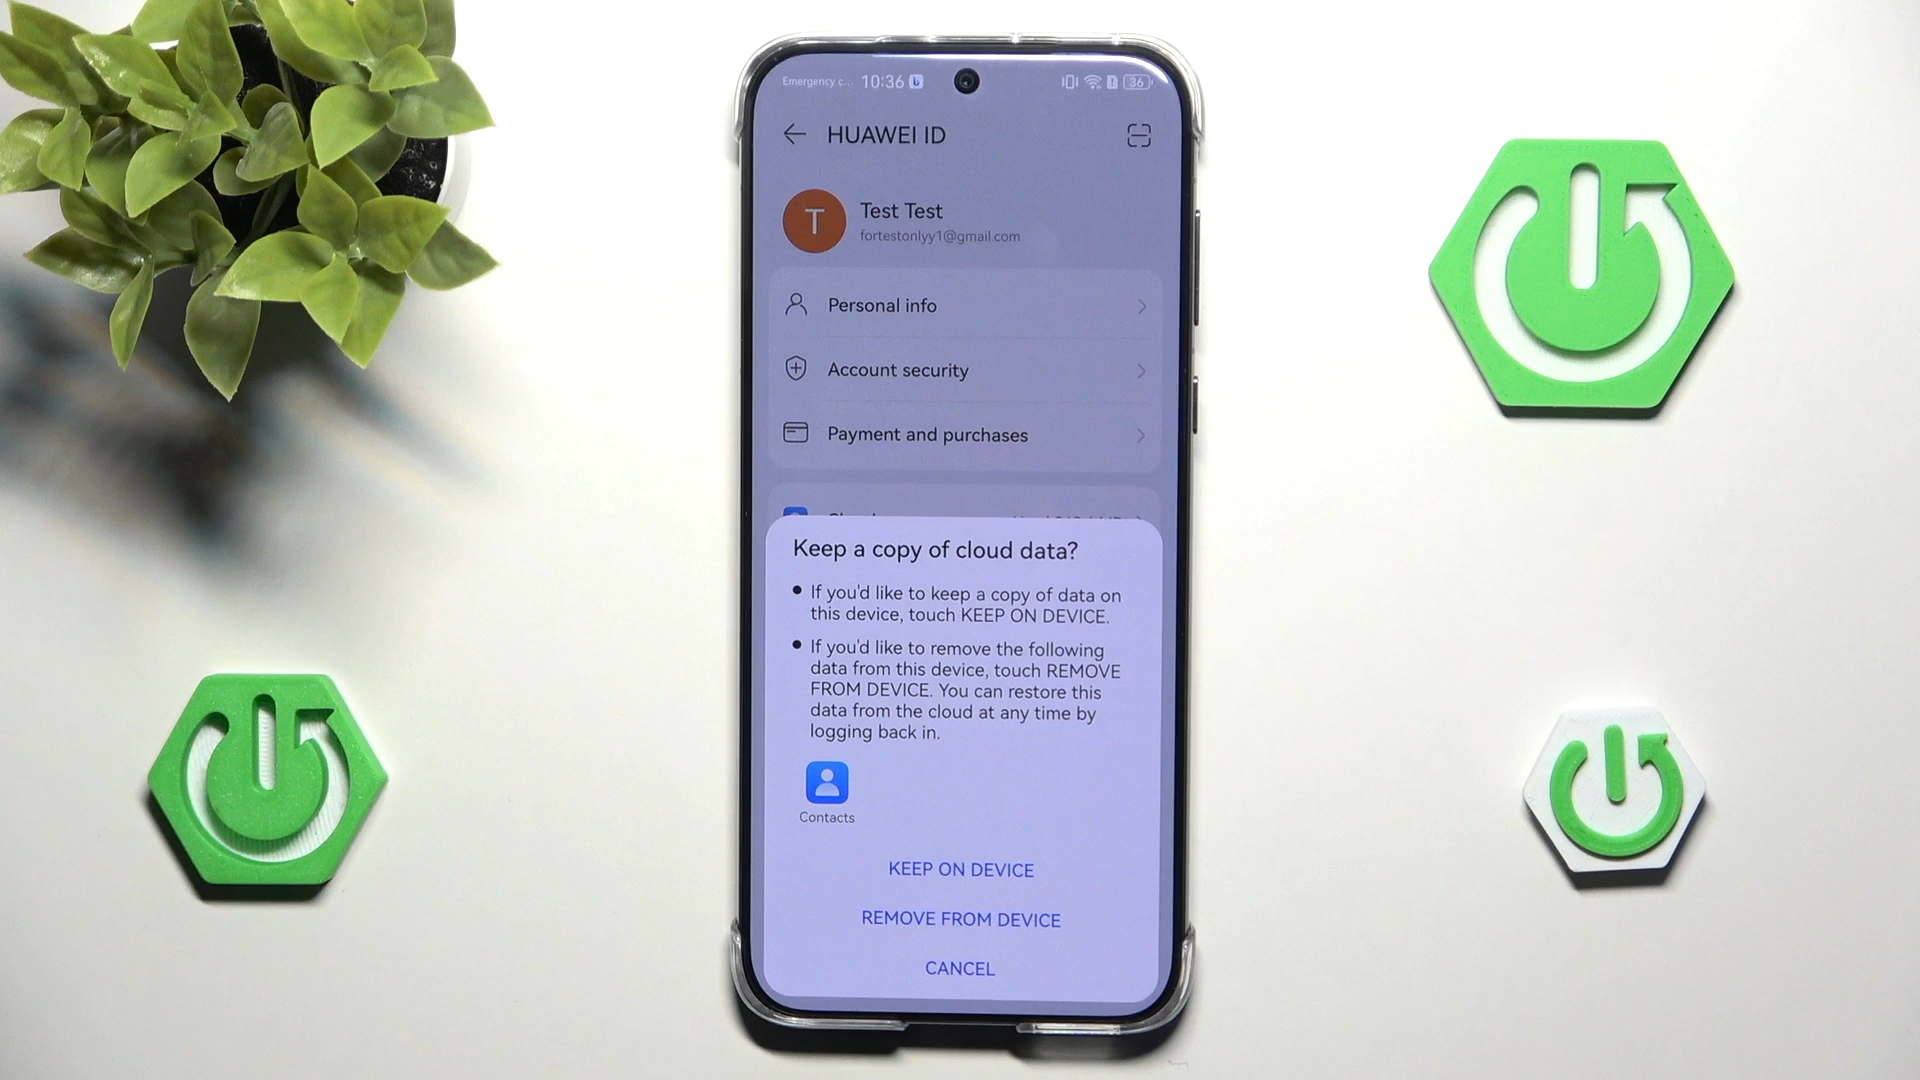 Emergency c... 10:36 36
HUAWEI ID
T
Test Test
fortestonlyy1@gmail.com
Personal info
Account security
Payment and purchases
Keep a copy of cloud data?
If you'd like to keep a copy of data on
this device, touch KEEP ON DEVICE.
If you'd like to remove the following
data from this device, touch REMOVE
FROM DEVICE. You can restore this
data from the cloud at any time by
logging back in.
Contacts
KEEP ON DEVICE
REMOVE FROM DEVICE
CANCEL